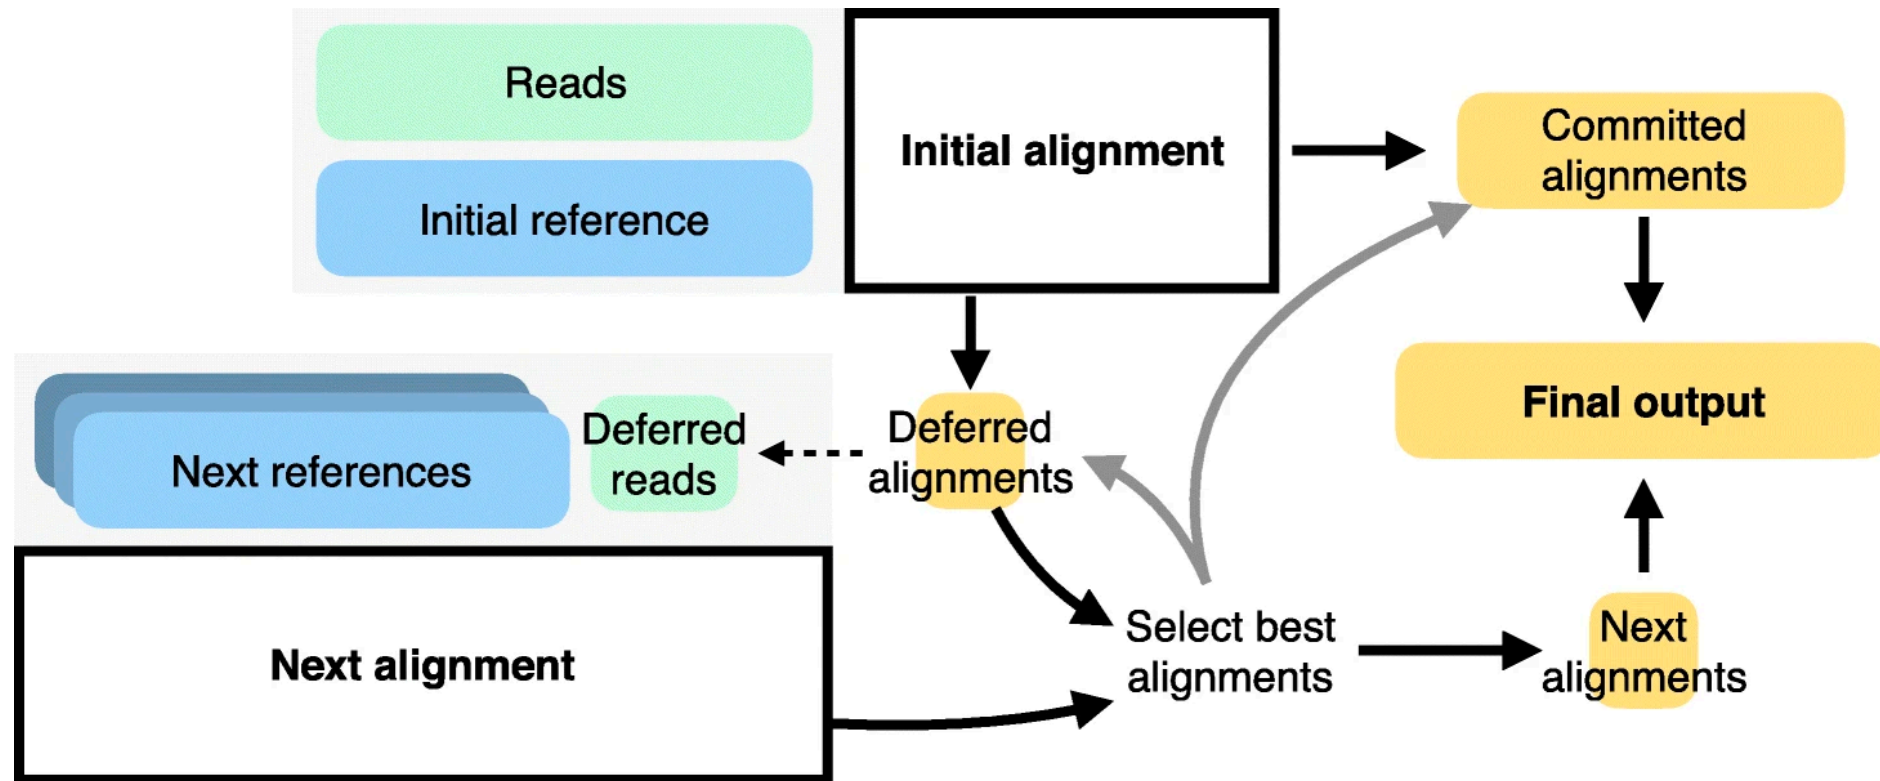 Reads
Initial reference
Initial alignment
Committed
alignments
Final output
Next references
Deferred
reads
Deferred
alignments
Next alignment
Select best
alignments
Next
alignments